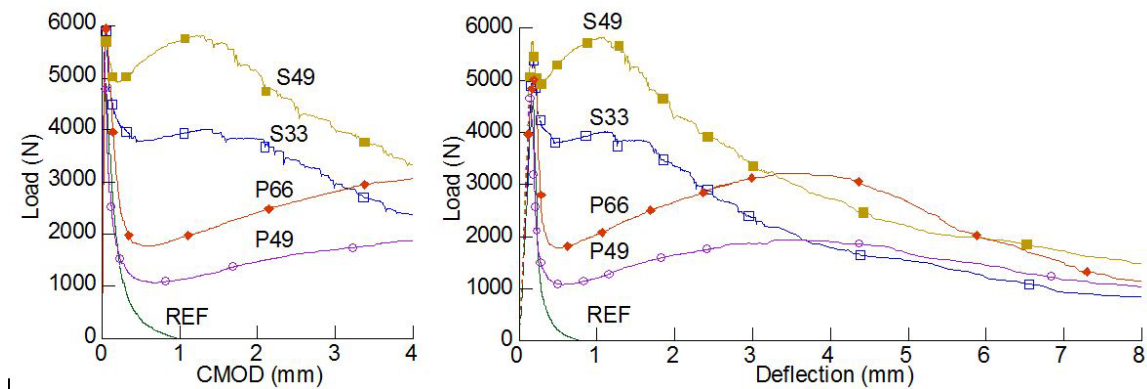 6000
5000
4000
3000
2000
1000
0
Load (N)
S49
S33
P66
P49
REF
0 1 2 3 4
CMOD (mm)
6000
5000
4000
3000
2000
1000
0
Load (N)
S49
S33
P66
P49
REF
0 1 2 3 4 5 6 7 8
Deflection (mm)